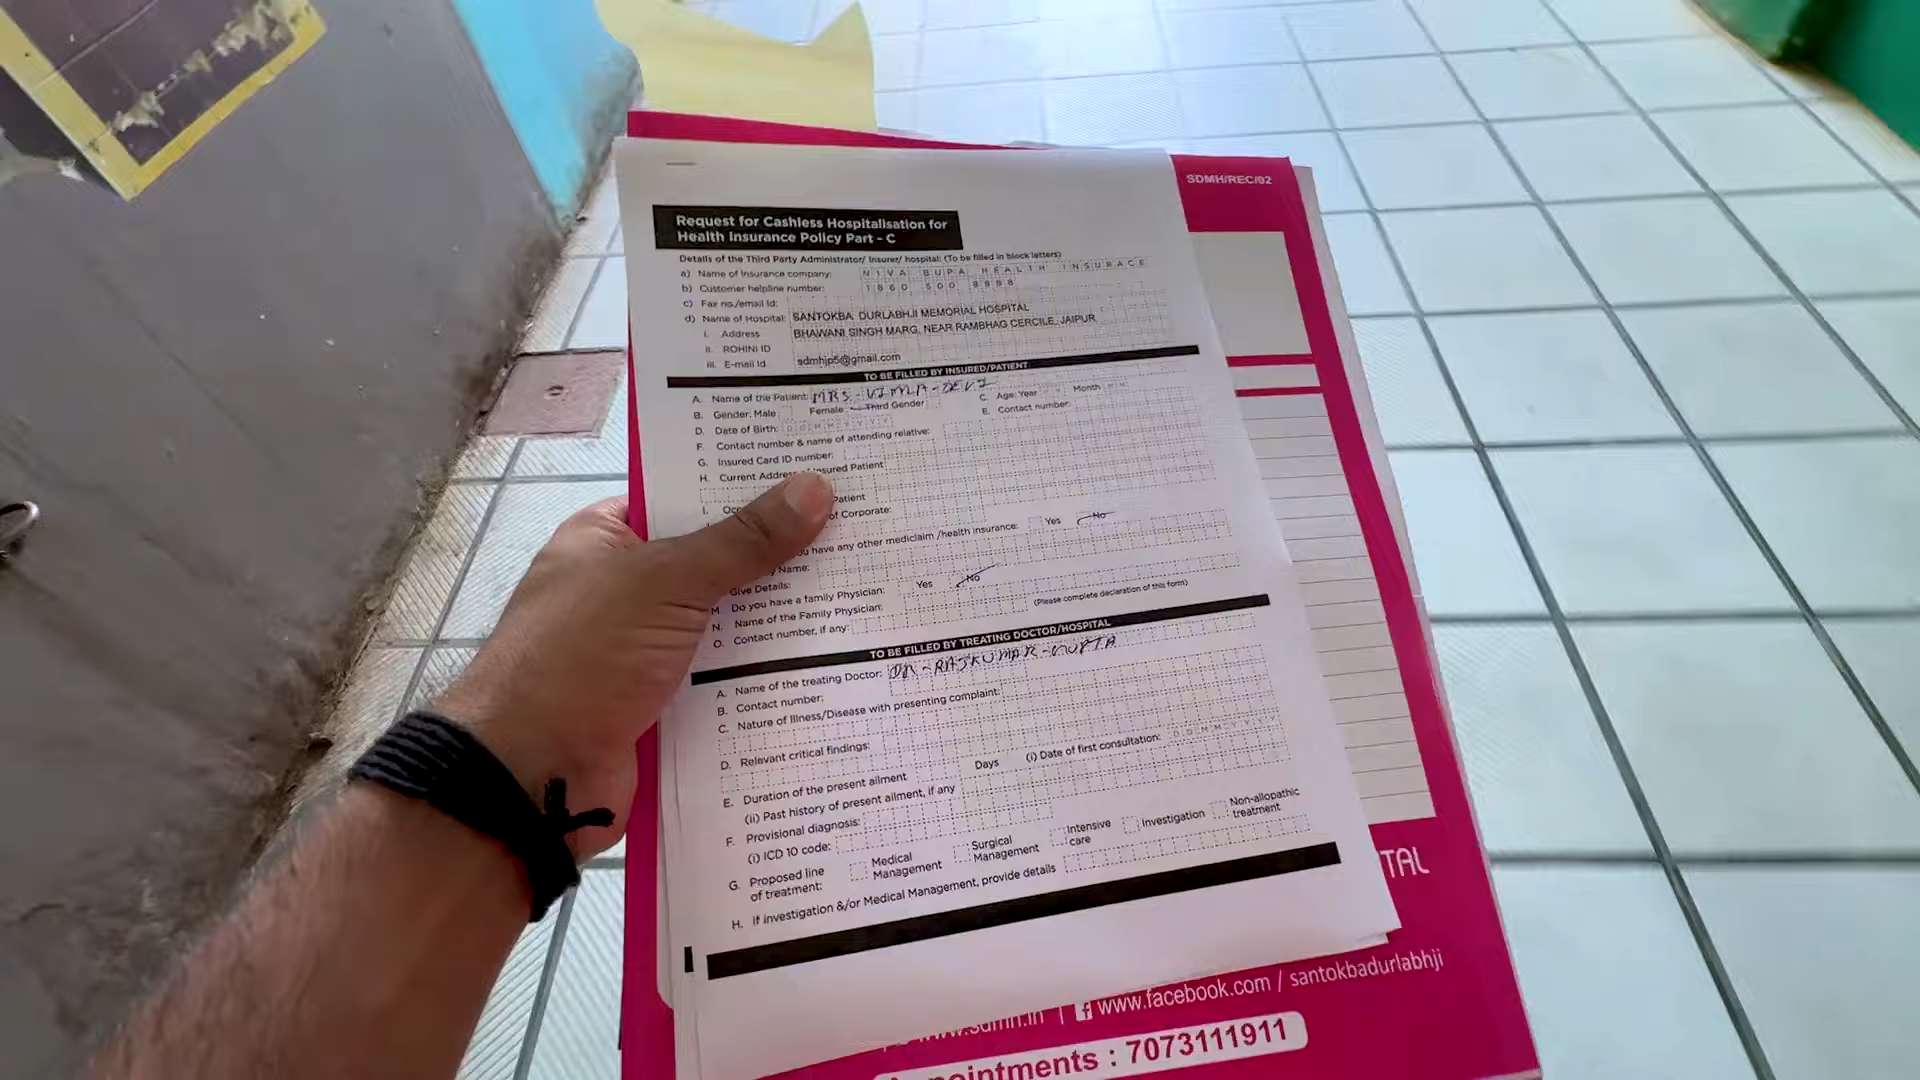 SDMH/REC/02
Request for Cashless Hospitalisation for
Health Insurance Policy Part - C
Details of the Third Party Administrator/ Insurer/ hospital: (To be filled in block letters)
a) Name of Insurance company: NIVA BUPA HEALTH INSURACE
b) Customer helpline number: 1860 500 8888
c) Fax no./email Id:
d) Name of Hospital: SANTOKBA DURLABHJI MEMORIAL HOSPITAL
i. Address BHAWANI SINGH MARG, NEAR RAMBHAG CERCILE, JAIPUR
ii. ROHINI ID
iii. E-mail Id sdmhjp5@gmail.com
TO BE FILLED BY INSURED/PATIENT
A. Name of the Patient: MRS - VIMLA - DEVI
B. Gender: Male Female Third Gender C. Age: Year Month
D. Date of Birth: DDMMYYYY E. Contact number:
F. Contact number & name of attending relative:
G. Insured Card ID number:
H. Current Address Insured Patient
I. Patient
of Corporate:
you have any other mediclaim /health insurance: Yes No
Name:
Give Details:
M. Do you have a family Physician: Yes No
N. Name of the Family Physician:
O. Contact number, if any: (Please complete declaration of this form)
TO BE FILLED BY TREATING DOCTOR/HOSPITAL
A. Name of the treating Doctor: DR - RAJKUMAR - GUPTA
B. Contact number:
C. Nature of Illness/Disease with presenting complaint:
D. Relevant critical findings:
E. Duration of the present ailment Days (i) Date of first consultation: DDMMYYYY
(ii) Past history of present ailment, if any
F. Provisional diagnosis:
(i) ICD 10 code:
G. Proposed line of treatment: Medical Management Surgical Management Intensive care Investigation Non-allopathic treatment
H. If investigation &/or Medical Management, provide details
TAL
www.sdmh.in | f www.facebook.com / santokbadurlabhji
pointments : 7073111911